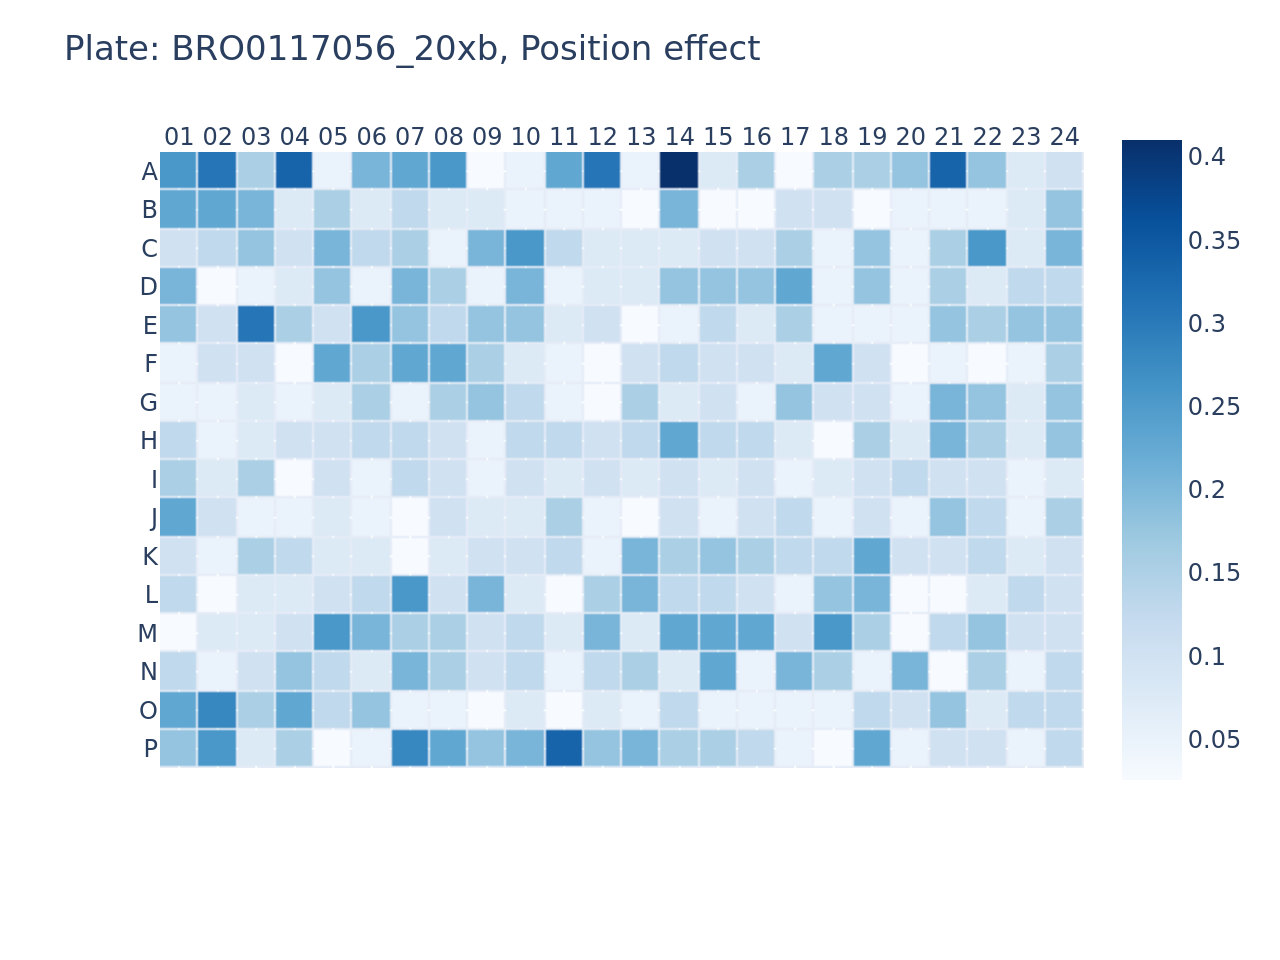 Plate: BRO0117056_20xb, Position effect
01 02 03 04 05 06 07 08 09 10 11 12 13 14 15 16 17 18 19 20 21 22 23 24
A
B
C
D
E
F
G
H
I
J
K
L
M
N
O
P
0.4
0.35
0.3
0.25
0.2
0.15
0.1
0.05